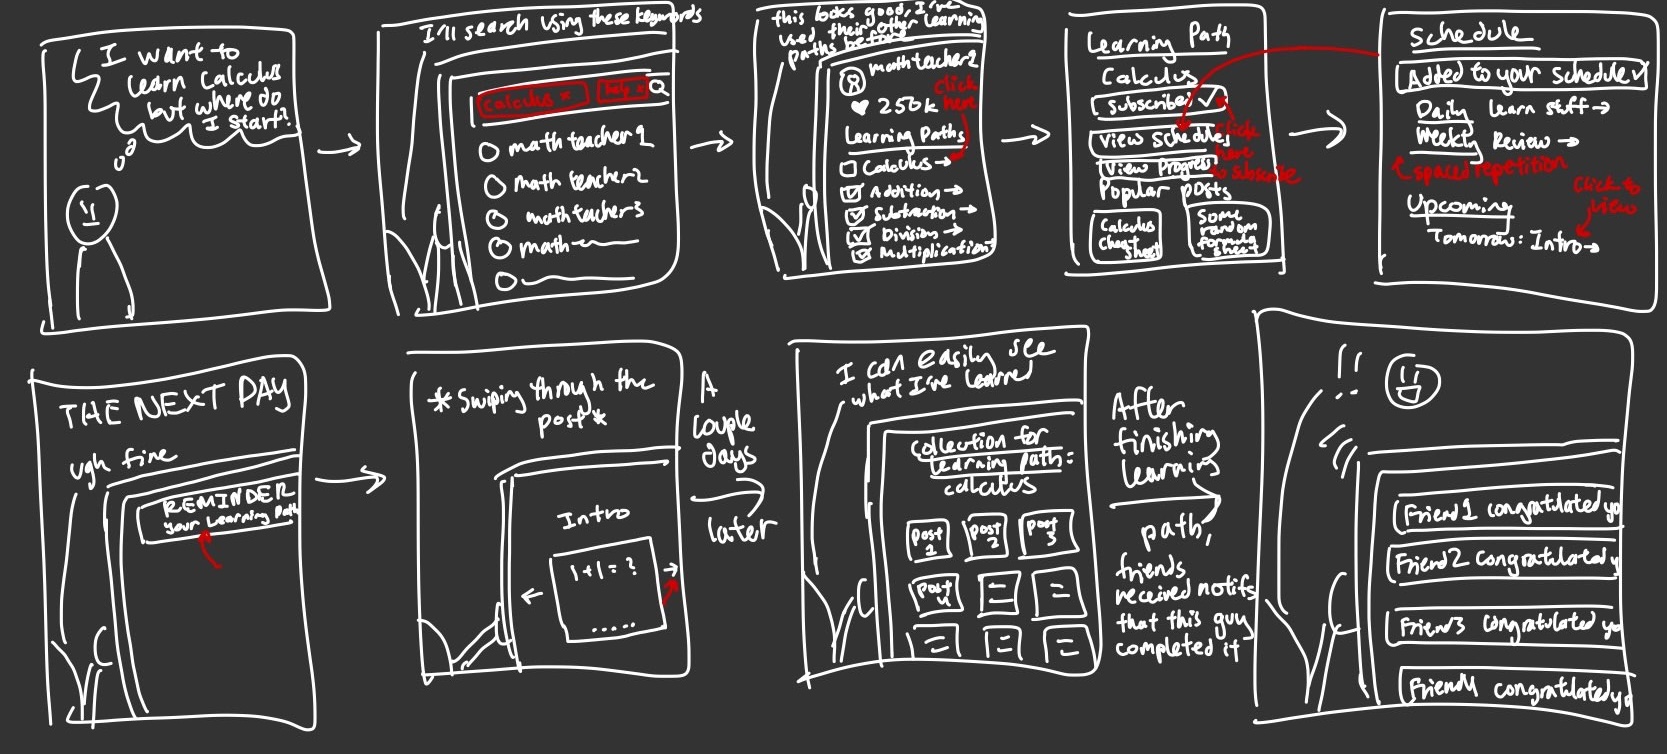 I want to
learn calculus
but where do
I start?
I'll search using these keywords
calculus ×
help ×
math teacher 1
math teacher2
math teacher3
math
this looks good, I've
used their other learning
paths before
math teacher1
♥ 250k
click
here
Learning Paths
Calculus →
Addition →
Subtraction →
Division →
Multiplication
Learning Path
Calculus
Subscribed ✓
View Schedule
View Progress
click
here
to subscribe
Popular posts
Calculus
cheat
sheet
Some
random
formula
sheet
Schedule
Added to your schedule ✓
Daily Learn stuff →
Weekly Review →
spaced repetition
click to
view
Upcoming
Tomorrow: Intro →
THE NEXT DAY
ugh fine
REMINDER
Your Learning Path
*Swiping through the
post*
Intro
1+1=?
.....
A
couple
days
later
I can easily see
what I've learned
Collection for
learning path:
calculus
post
1
post
2
post
3
post
4
After
finishing
learning
path,
friends
received notifs
that this guy
completed it
!!
Friend1 congratulated yo
Friend2 congratulated yo
Friend3 congratulated yo
Friend4 congratulated yo